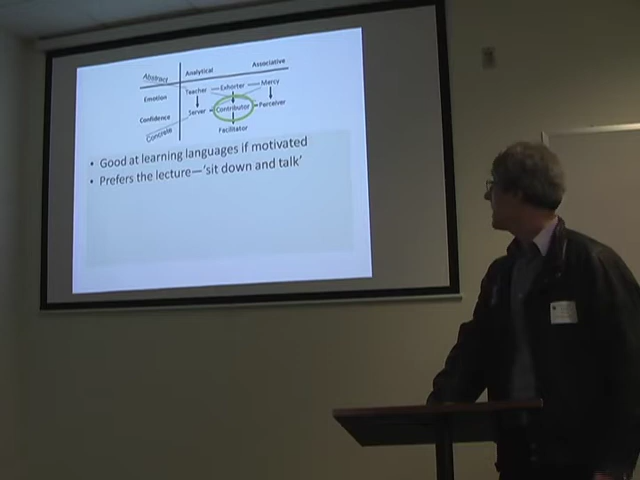 Abstract Analytical Associative
Emotion Teacher Exhorter Mercy
Confidence Server Contributor Perceiver
Concrete Facilitator
• Good at learning languages if motivated
• Prefers the lecture—‘sit down and talk’